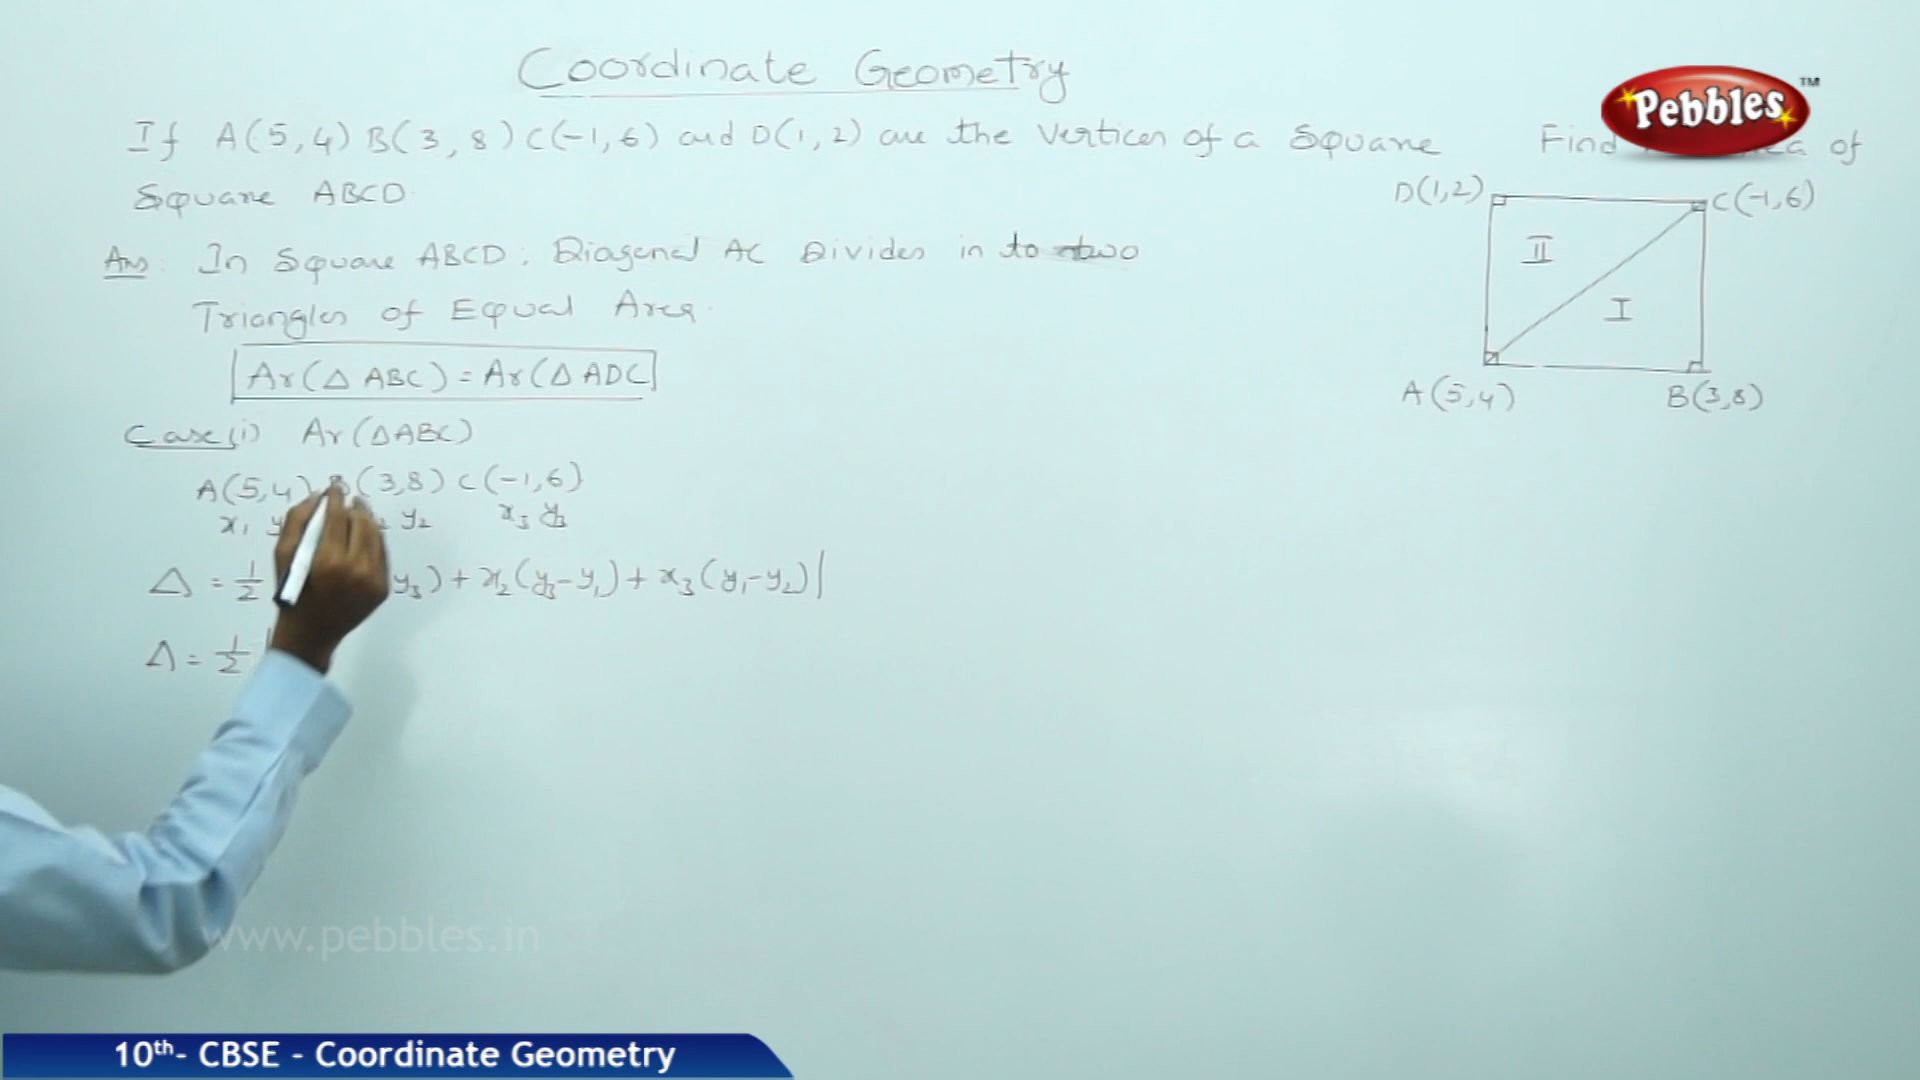 Coordinate Geometry
Pebbles™
If A(5,4) B(3,8) C(-1,6) and D(1,2) are the Vertices of a Square Find of
Square ABCD.
D(1,2) C(-1,6)
Ans: In Square ABCD, Diagonal AC Divides in to two
II
Triangles of Equal Area.
I
Ar(△ ABC) = Ar(△ ADC)
A(5,4) B(3,8)
Case(i) Ar(△ABC)
A(5,4) B(3,8) C(-1,6)
x₁ y₂ x₃ y₃
△ = 1/2 y₃) + x₂(y₃-y₁) + x₃(y₁-y₂)|
△ = 1/2 |
www.pebbles.in
10th- CBSE - Coordinate Geometry